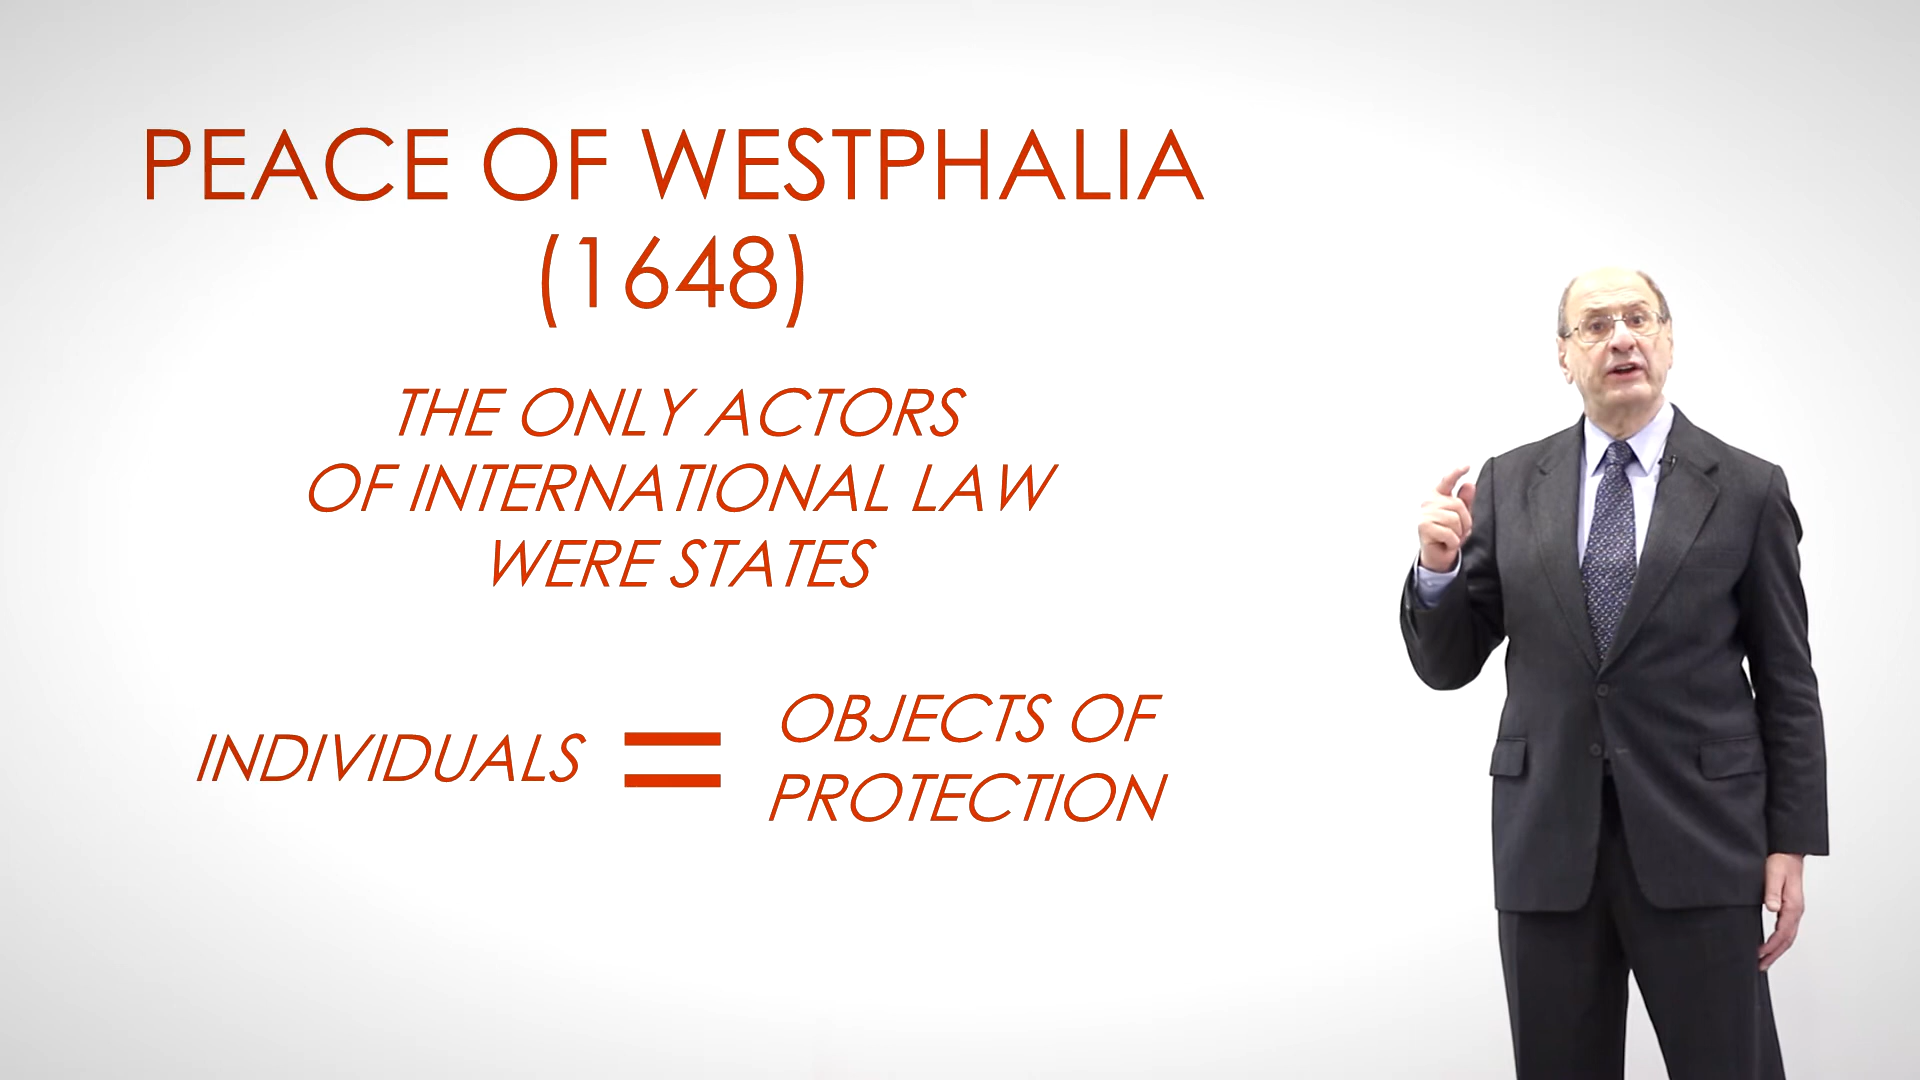 PEACE OF WESTPHALIA
(1648)
THE ONLY ACTORS
OF INTERNATIONAL LAW
WERE STATES
INDIVIDUALS = OBJECTS OF
PROTECTION